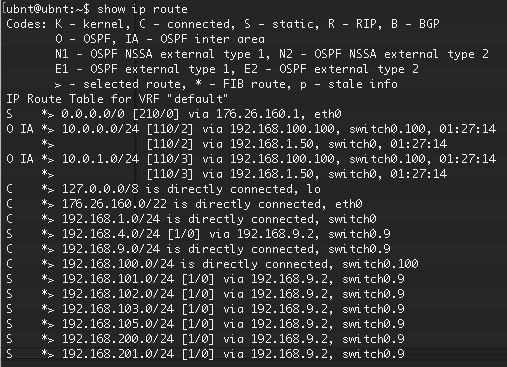 ubnt@ubnt:~$ show ip route
Codes: K - kernel, C - connected, S - static, R - RIP, B - BGP
       O - OSPF, IA - OSPF inter area
       N1 - OSPF NSSA external type 1, N2 - OSPF NSSA external type 2
       E1 - OSPF external type 1, E2 - OSPF external type 2
       > - selected route, * - FIB route, p - stale info
IP Route Table for VRF "default"
S    *> 0.0.0.0/0 [210/0] via 176.26.160.1, eth0
O IA *> 10.0.0.0/24 [110/2] via 192.168.100.100, switch0.100, 01:27:14
     *>             [110/2] via 192.168.1.50, switch0, 01:27:14
O IA *> 10.0.1.0/24 [110/3] via 192.168.100.100, switch0.100, 01:27:14
     *>             [110/3] via 192.168.1.50, switch0, 01:27:14
C    *> 127.0.0.0/8 is directly connected, lo
C    *> 176.26.160.0/22 is directly connected, eth0
C    *> 192.168.1.0/24 is directly connected, switch0
S    *> 192.168.4.0/24 [1/0] via 192.168.9.2, switch0.9
C    *> 192.168.9.0/24 is directly connected, switch0.9
C    *> 192.168.100.0/24 is directly connected, switch0.100
S    *> 192.168.101.0/24 [1/0] via 192.168.9.2, switch0.9
S    *> 192.168.102.0/24 [1/0] via 192.168.9.2, switch0.9
S    *> 192.168.103.0/24 [1/0] via 192.168.9.2, switch0.9
S    *> 192.168.105.0/24 [1/0] via 192.168.9.2, switch0.9
S    *> 192.168.200.0/24 [1/0] via 192.168.9.2, switch0.9
S    *> 192.168.201.0/24 [1/0] via 192.168.9.2, switch0.9